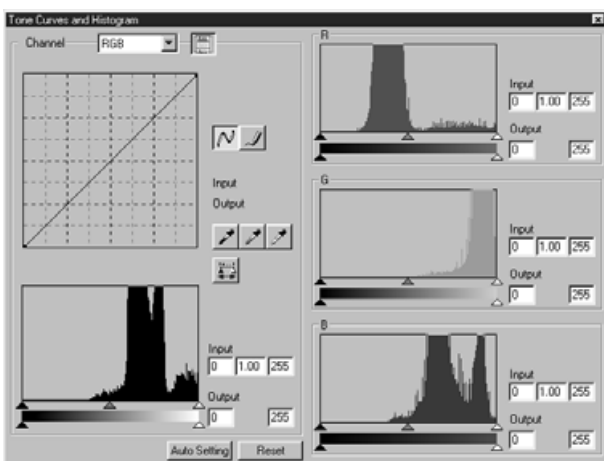 Tone Curves and Histogram
Channel RGB
Input
Output
Input
0 1.00 255
Output
0 255
Auto Setting Reset
R
Input
0 1.00 255
Output
0 255
G
Input
0 1.00 255
Output
0 255
B
Input
0 1.00 255
Output
0 255